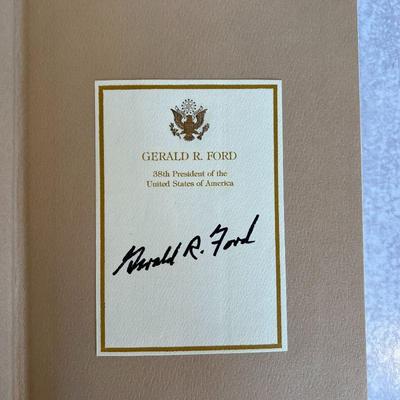 GERALD R. FORD
38th President of the
United States of America
Gerald R. Ford